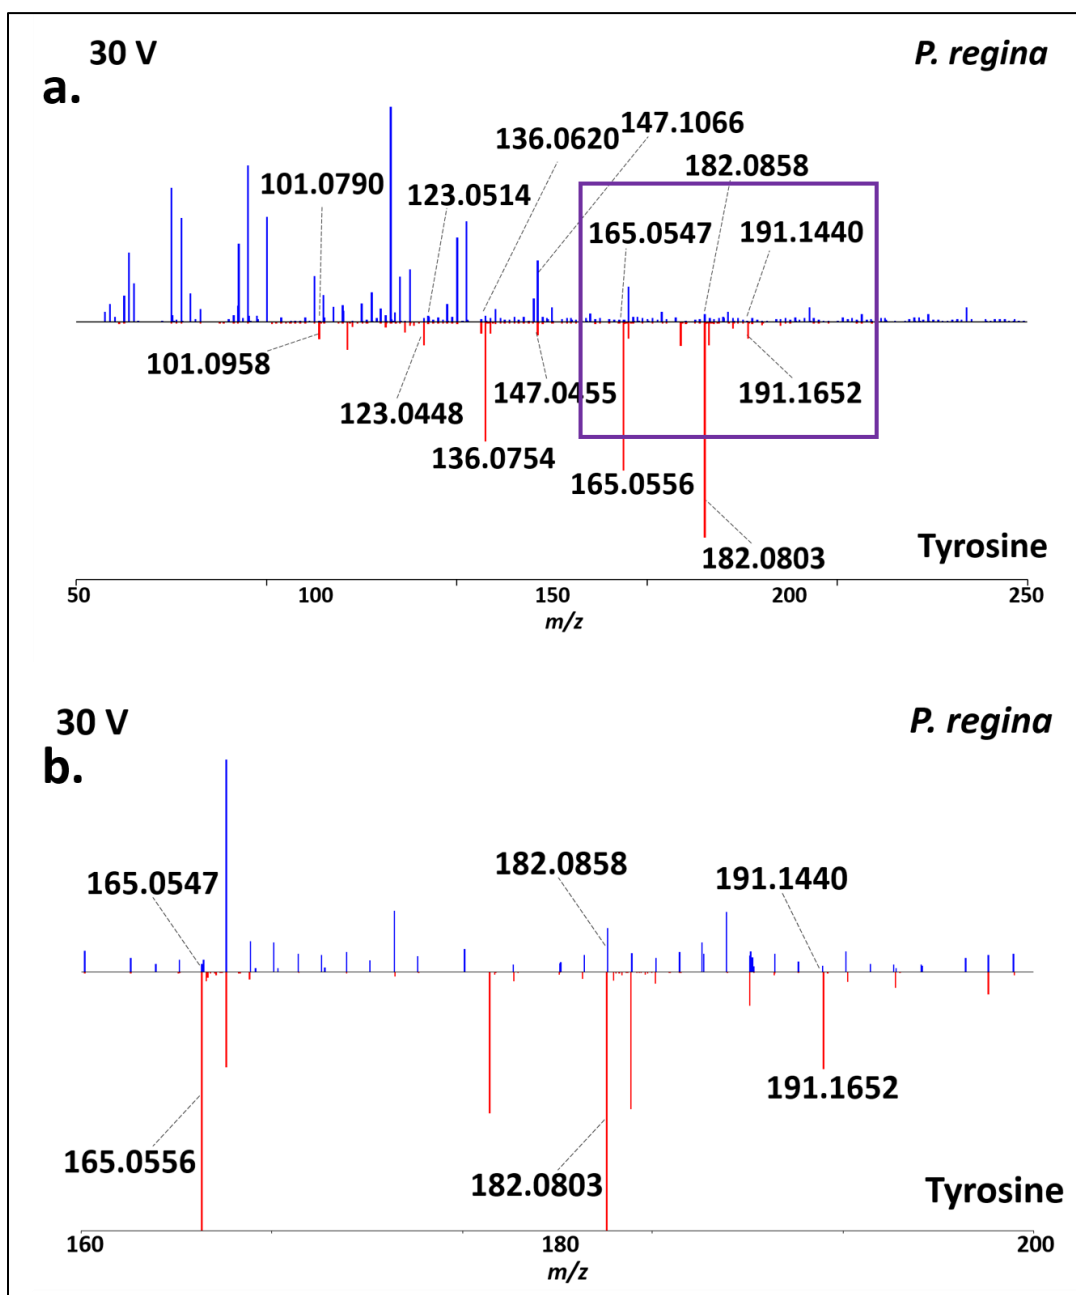 30 V
P. regina
a.
147.1066
136.0620
182.0858
101.0790
123.0514
165.0547
191.1440
101.0958
147.0455
191.1652
123.0448
136.0754
165.0556
182.0803
Tyrosine
50 100 150 200 250
m/z
30 V
P. regina
b.
182.0858
165.0547
191.1440
191.1652
165.0556
182.0803
Tyrosine
160 180 200
m/z